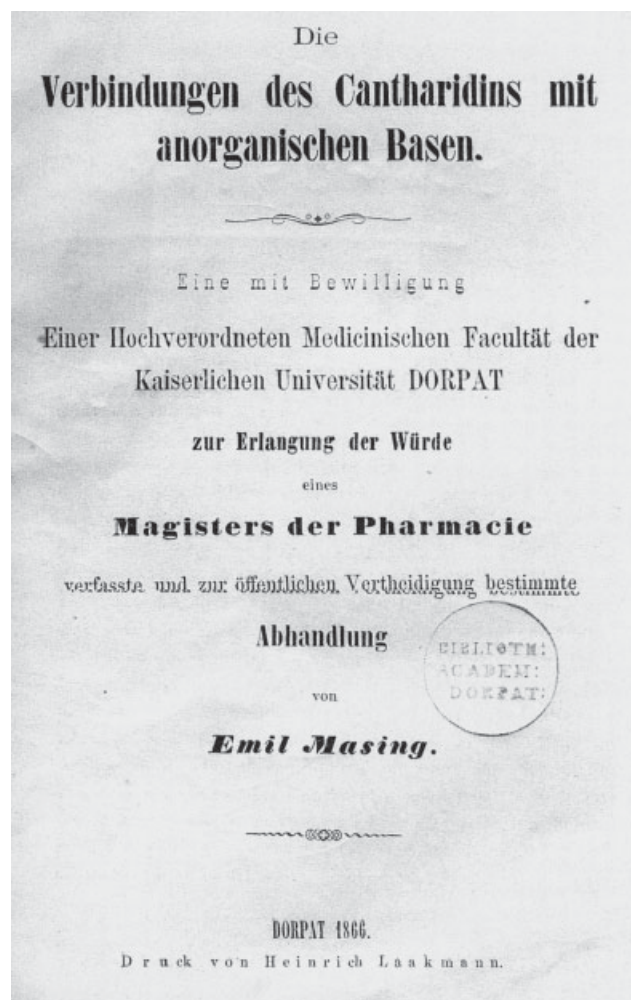 Die
Verbindungen des Cantharidins mit
anorganischen Basen.
Eine mit Bewilligung
Einer Hochverordneten Medicinischen Facultät der
Kaiserlichen Universität DORPAT
zur Erlangung der Würde
eines
Magisters der Pharmacie
verfasste und zur öffentlichen Vertheidigung bestimmte
Abhandlung
BIBLIOTH:
ACADEM:
DORPAT:
von
Emil Masing.
DORPAT 1866.
Druck von Heinrich Laakmann.